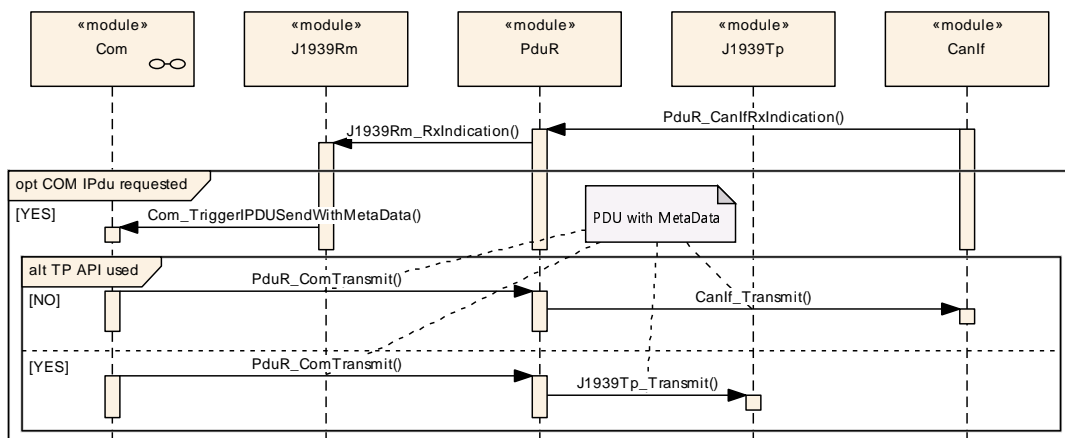 «module»
Com
«module»
J1939Rm
«module»
PduR
«module»
J1939Tp
«module»
CanIf
PduR_CanIfRxIndication()
J1939Rm_RxIndication()
opt COM IPdu requested
[YES]
Com_TriggerIPDUSendWithMetaData()
PDU with MetaData
alt TP API used
[NO]
PduR_ComTransmit()
CanIf_Transmit()
[YES]
PduR_ComTransmit()
J1939Tp_Transmit()